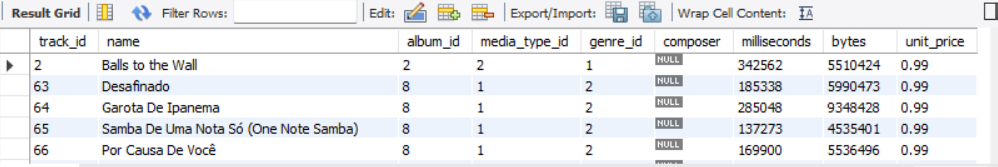 Result Grid Filter Rows: Edit: Export/Import: Wrap Cell Content: IA
track_id name album_id media_type_id genre_id composer milliseconds bytes unit_price
2 Balls to the Wall 2 2 1 NULL 342562 5510424 0.99
63 Desafinado 8 1 2 NULL 185338 5990473 0.99
64 Garota De Ipanema 8 1 2 NULL 285048 9348428 0.99
65 Samba De Uma Nota Só (One Note Samba) 8 1 2 NULL 137273 4535401 0.99
66 Por Causa De Você 8 1 2 NULL 169900 5536496 0.99